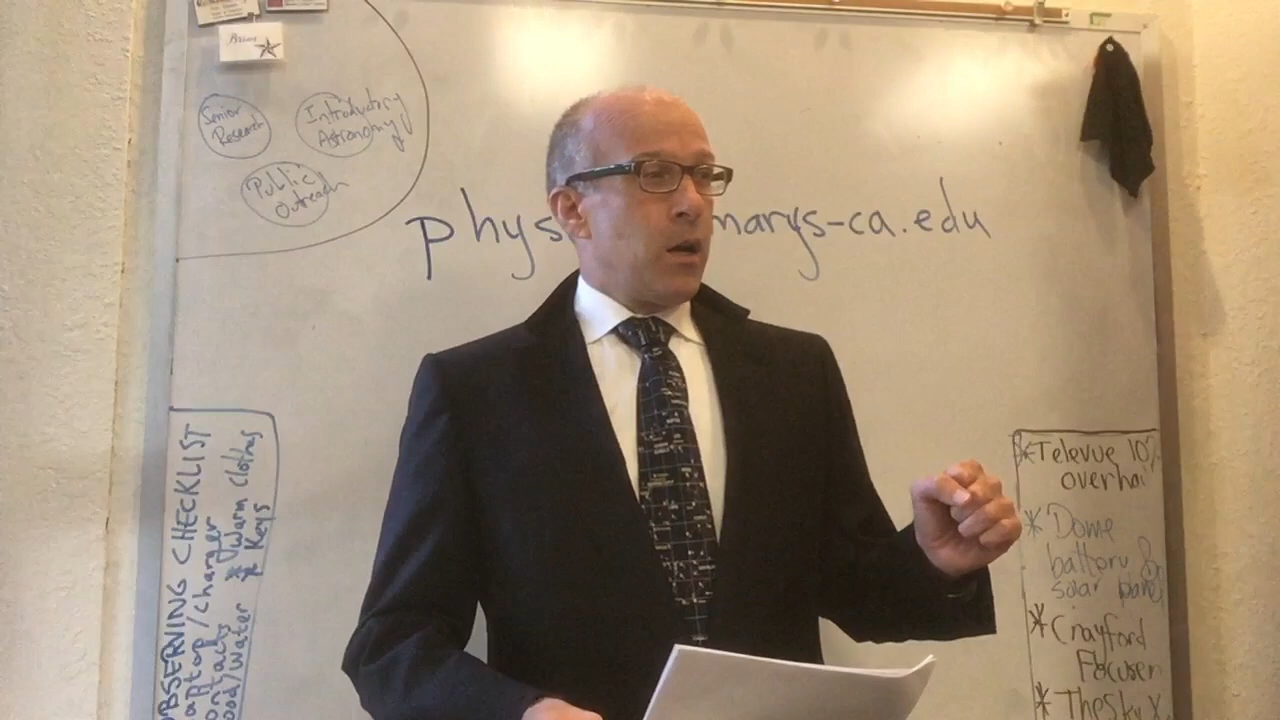 Senior
Research
Introductory
Astronomy
Public
Outreach
phys
marys-ca.edu
OBSERVING CHECKLIST
laptop/charger
contacts
food/water
* Warm clothes
* Keys
* Televue 10
overhaul
* Dome
battery &
solar panel
* Crayford
Focuser
* TheSky X